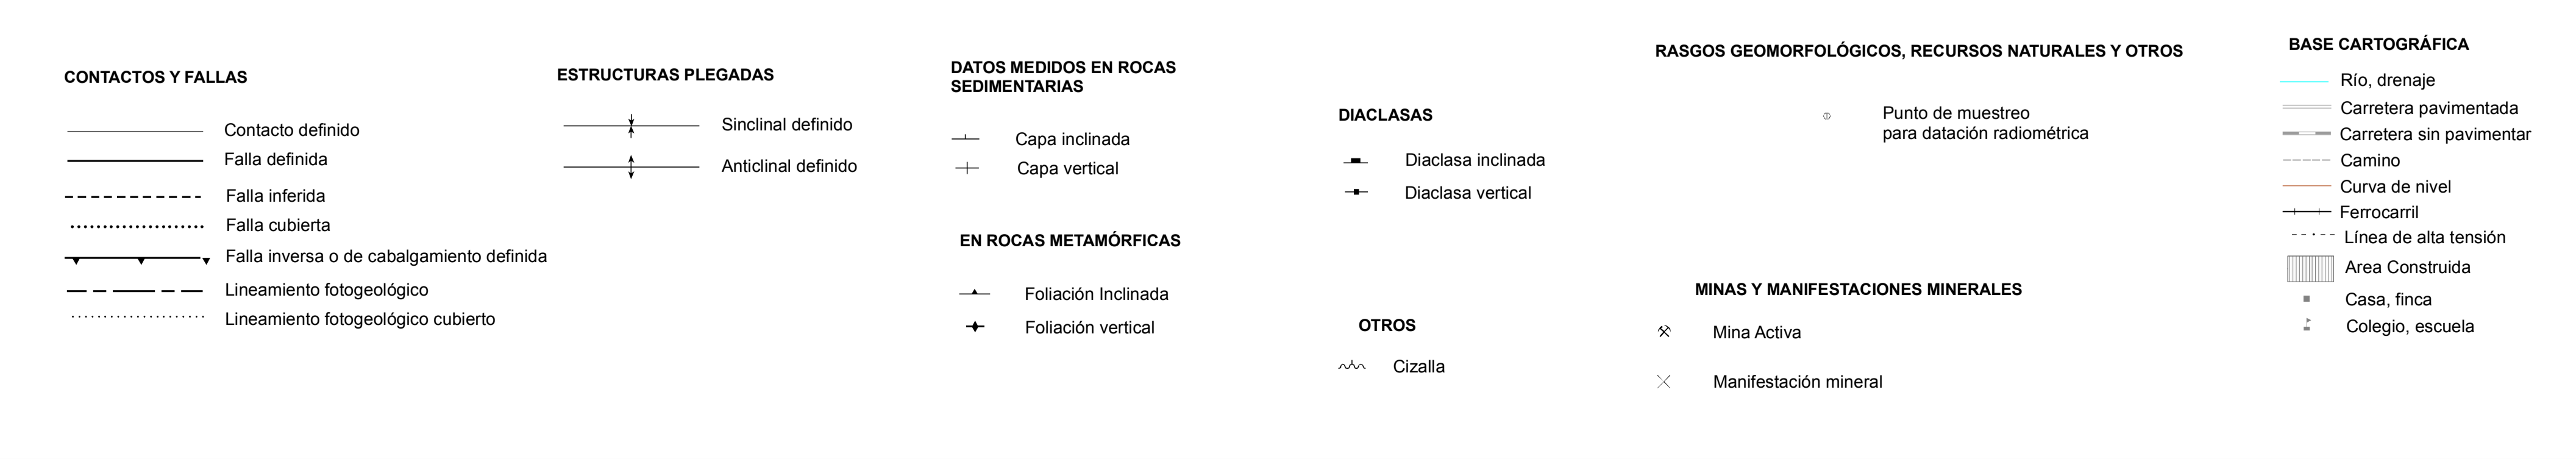 CONTACTOS Y FALLAS
Contacto definido
Falla definida
Falla inferida
Falla cubierta
Falla inversa o de cabalgamiento definida
Lineamiento fotogeológico
Lineamiento fotogeológico cubierto
ESTRUCTURAS PLEGADAS
Sinclinal definido
Anticlinal definido
DATOS MEDIDOS EN ROCAS
SEDIMENTARIAS
Capa inclinada
Capa vertical
EN ROCAS METAMÓRFICAS
Foliación Inclinada
Foliación vertical
DIACLASAS
Diaclasa inclinada
Diaclasa vertical
OTROS
Cizalla
RASGOS GEOMORFOLÓGICOS, RECURSOS NATURALES Y OTROS
Punto de muestreo
para datación radiométrica
MINAS Y MANIFESTACIONES MINERALES
Mina Activa
Manifestación mineral
BASE CARTOGRÁFICA
Río, drenaje
Carretera pavimentada
Carretera sin pavimentar
Camino
Curva de nivel
Ferrocarril
Línea de alta tensión
Area Construida
Casa, finca
Colegio, escuela